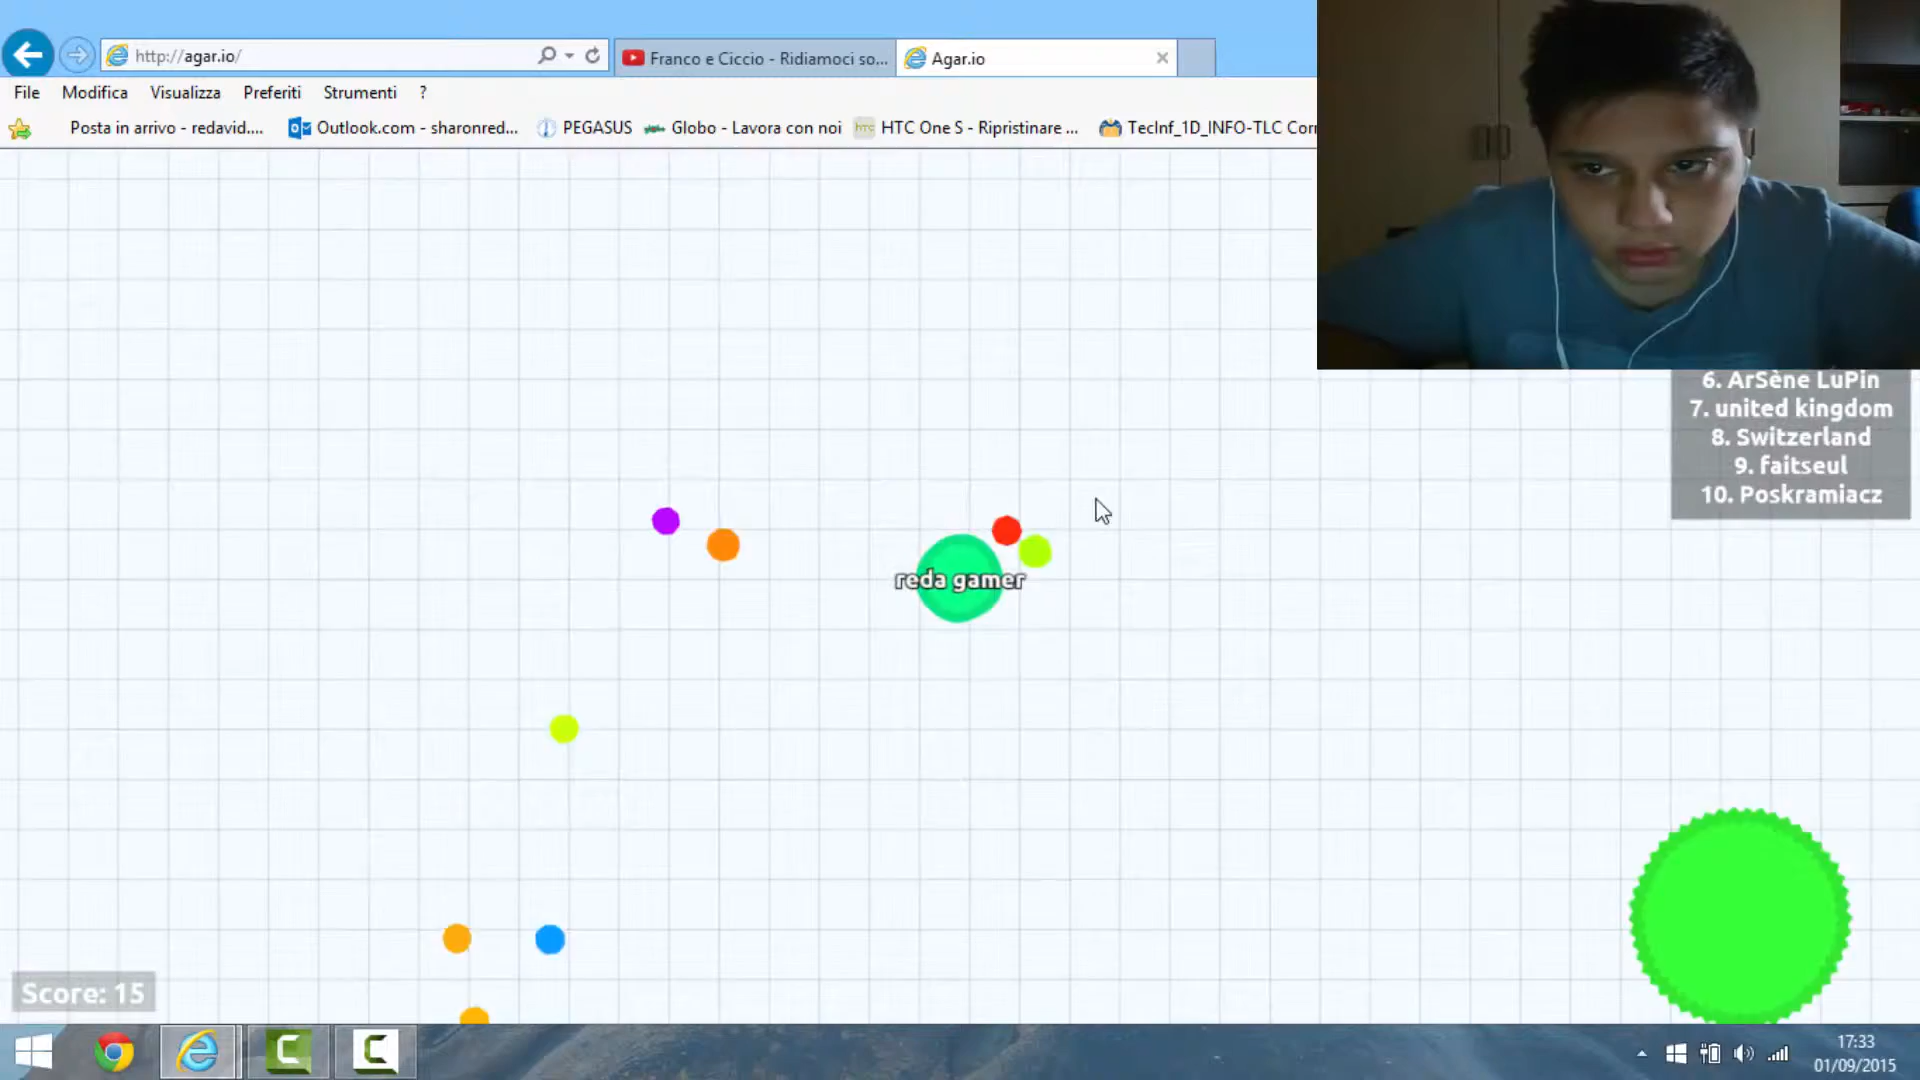 http://agar.io/
Franco e Ciccio - Ridiamoci so...
Agar.io
File Modifica Visualizza Preferiti Strumenti ?
Posta in arrivo - redavid.... Outlook.com - sharonred... PEGASUS Globo - Lavora con noi HTC One S - Ripristinare ... TecInf_1D_INFO-TLC Corr
6. ArSène LuPin
7. united kingdom
8. Switzerland
9. faitseul
10. Poskramiacz
reda gamer
Score: 15
17:33
01/09/2015